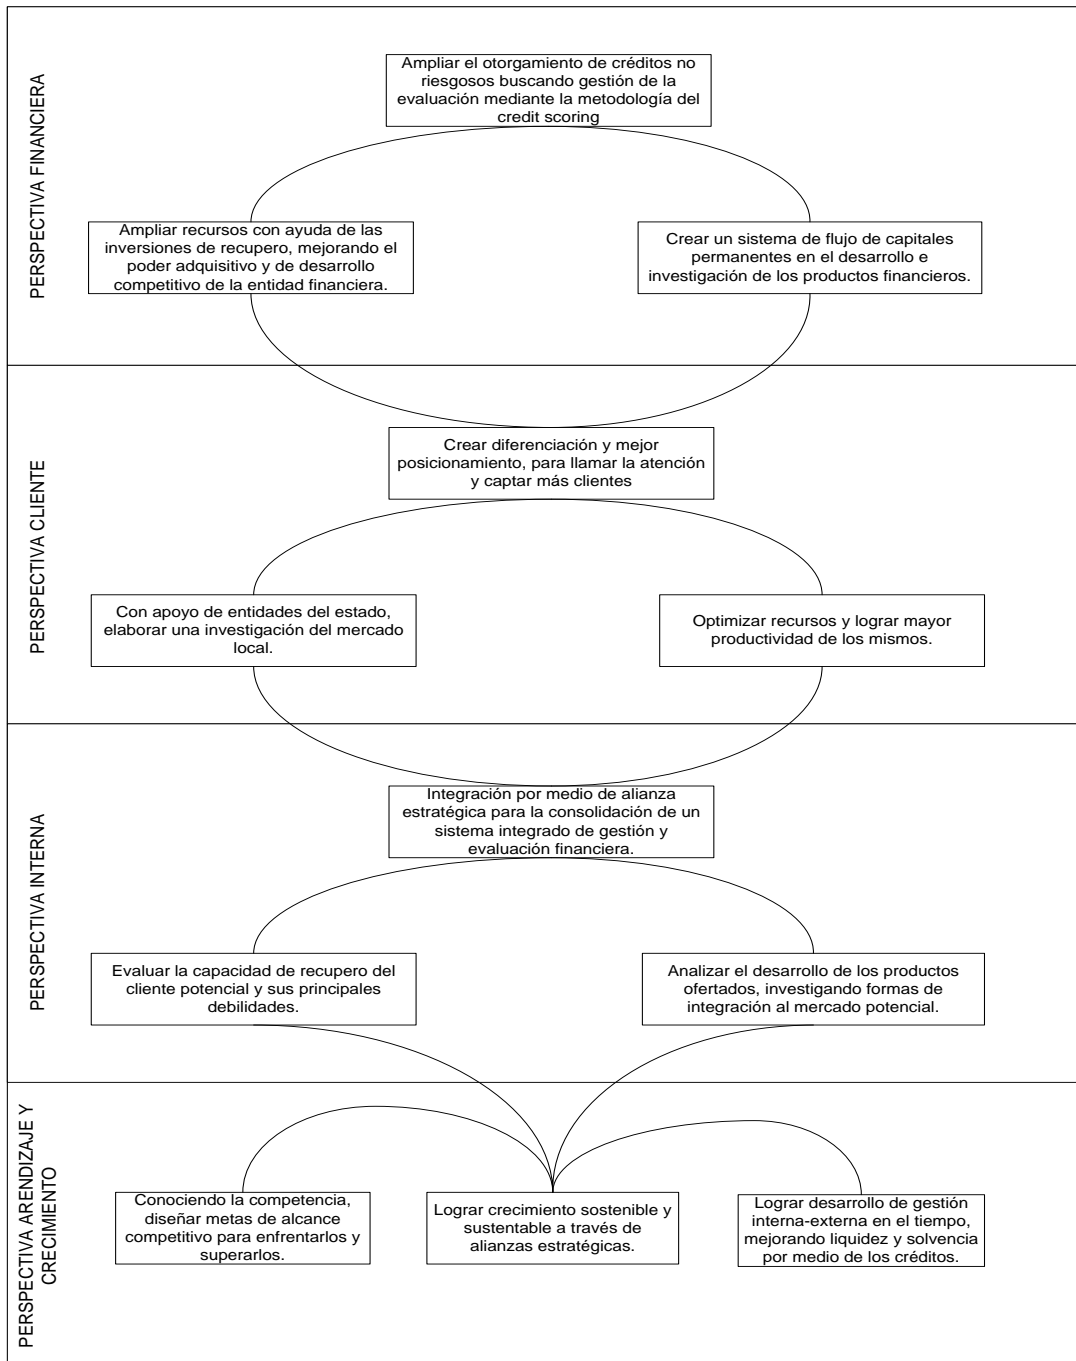 PERSPECTIVA FINANCIERA
Ampliar el otorgamiento de créditos no
riesgosos buscando gestión de la
evaluación mediante la metodología del
credit scoring
Ampliar recursos con ayuda de las
inversiones de recupero, mejorando el
poder adquisitivo y de desarrollo
competitivo de la entidad financiera.
Crear un sistema de flujo de capitales
permanentes en el desarrollo e
investigación de los productos financieros.
PERSPECTIVA CLIENTE
Crear diferenciación y mejor
posicionamiento, para llamar la atención
y captar más clientes
Con apoyo de entidades del estado,
elaborar una investigación del mercado
local.
Optimizar recursos y lograr mayor
productividad de los mismos.
PERSPECTIVA INTERNA
Integración por medio de alianza
estratégica para la consolidación de un
sistema integrado de gestión y
evaluación financiera.
Evaluar la capacidad de recupero del
cliente potencial y sus principales
debilidades.
Analizar el desarrollo de los productos
ofertados, investigando formas de
integración al mercado potencial.
PERSPECTIVA ARENDIZAJE Y
CRECIMIENTO
Conociendo la competencia,
diseñar metas de alcance
competitivo para enfrentarlos y
superarlos.
Lograr crecimiento sostenible y
sustentable a través de
alianzas estratégicas.
Lograr desarrollo de gestión
interna-externa en el tiempo,
mejorando liquidez y solvencia
por medio de los créditos.